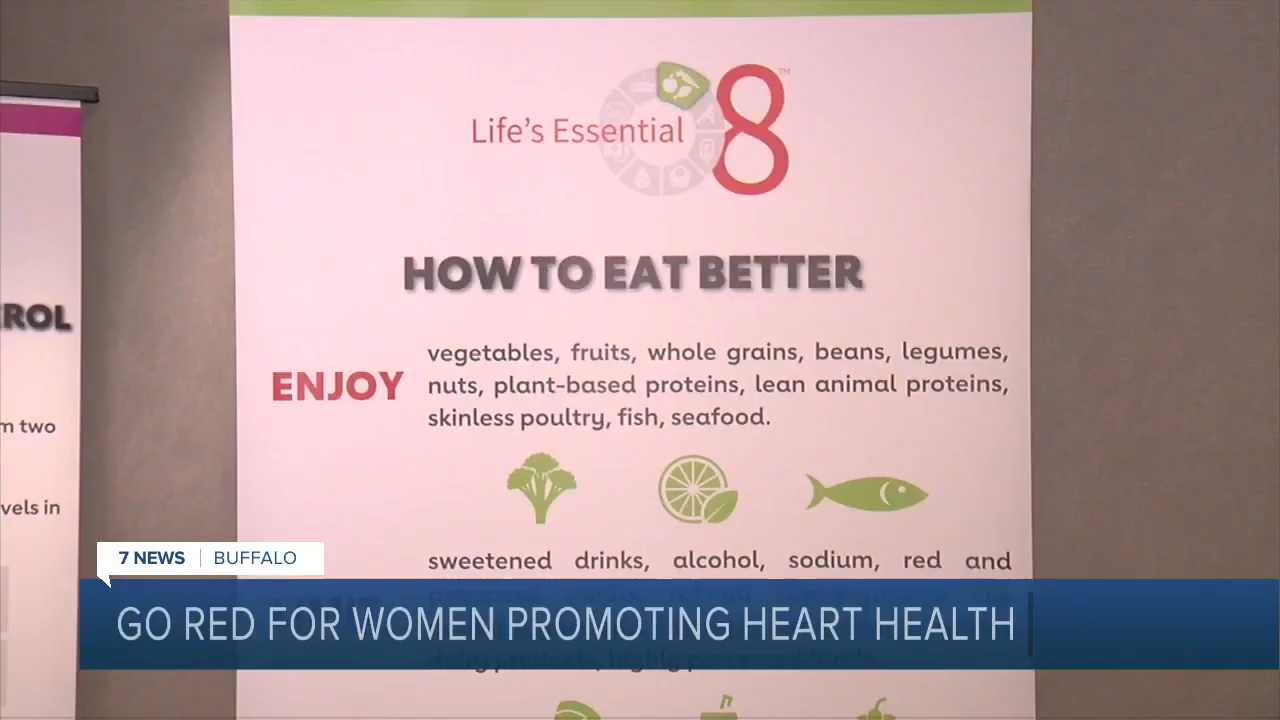 Life's Essential 8™
HOW TO EAT BETTER
ROL
ENJOY
vegetables, fruits, whole grains, beans, legumes,
nuts, plant-based proteins, lean animal proteins,
skinless poultry, fish, seafood.
m two
vels in
sweetened drinks, alcohol, sodium, red and
7 NEWS | BUFFALO
GO RED FOR WOMEN PROMOTING HEART HEALTH